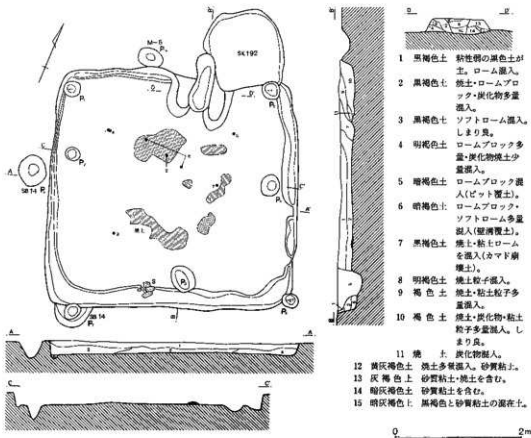 SK192
M-5
P₁
焼土
SB14
SB14
A
A'
C
C'
D
D'
B
1 黒褐色土 粘性弱の黒色土が
主。ローム混入。
2 黒褐色土 焼土・ロームブロ
ック・炭化物多量
混入。
3 黒褐色土 ソフトローム混入。
しまり良。
4 明褐色土 ロームブロック多
量・炭化物焼土少
量混入。
5 暗褐色土 ロームブロック混
入(ピット覆土)。
6 暗褐色土 ロームブロック・
ソフトローム多量
混入(壁溝覆土)。
7 黒褐色土 焼土・粘土ローム
を混入(カマド崩
壊土)。
8 明褐色土 焼土粒子混入。
9 褐色土 焼土・粘土粒子多
量混入。
10 褐色土 焼土・炭化物・粘土
粒子多量混入。し
まり良。
11 焼土 炭化物混入。
12 黄灰褐色土 焼土多量混入。砂質粘土。
13 灰褐色土 砂質粘土・焼土を含む。
14 暗灰褐色土 砂質粘土を含む。
15 暗灰褐色土 黒褐色と砂質粘土の混在土。
0 2m